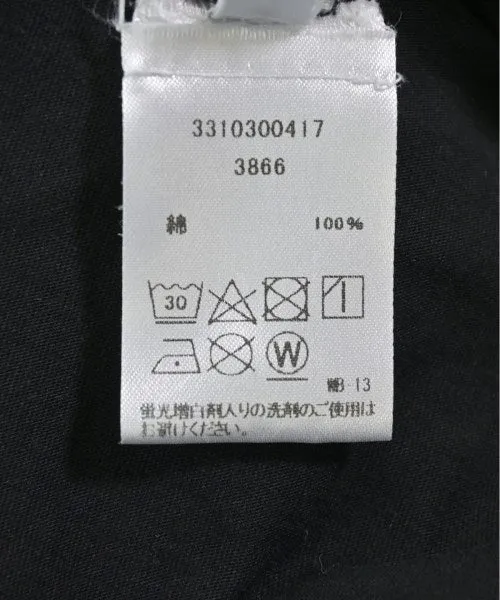 3310300417
3866
綿 100%
30
W
WB-13
蛍光増白剤入りの洗剤のご使用は
お避けください。